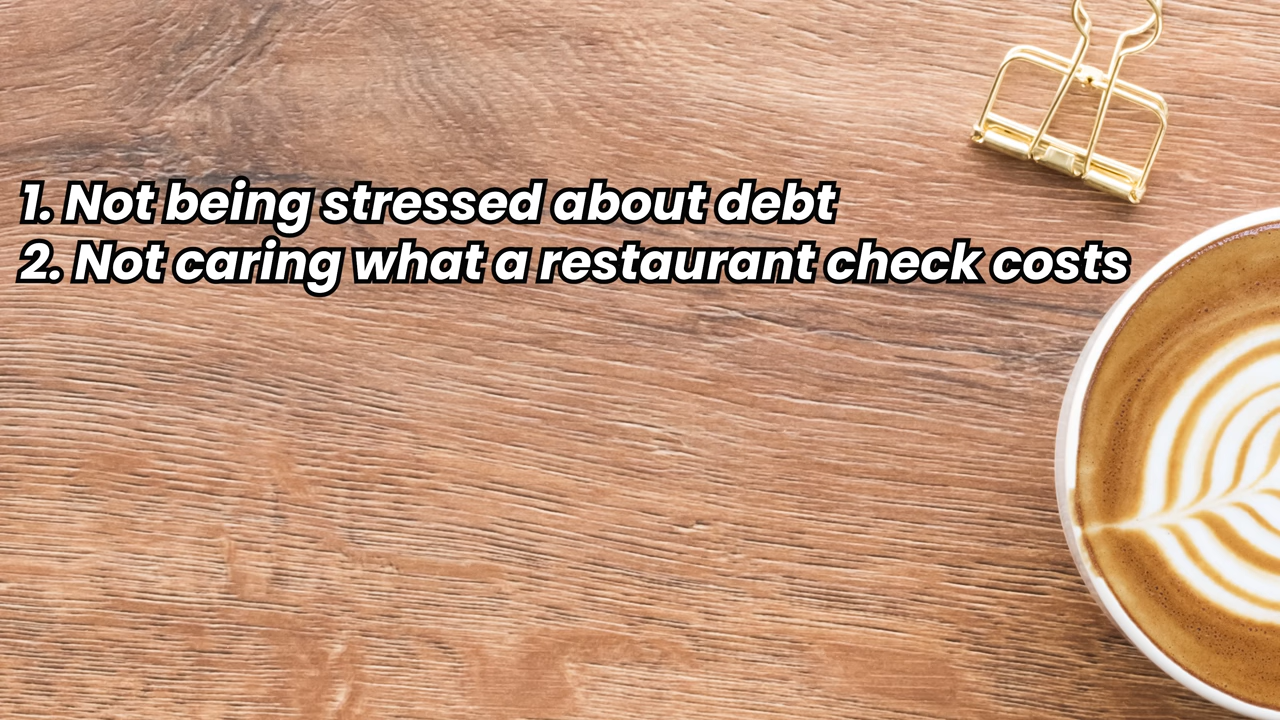 1. Not being stressed about debt
2. Not caring what a restaurant check costs